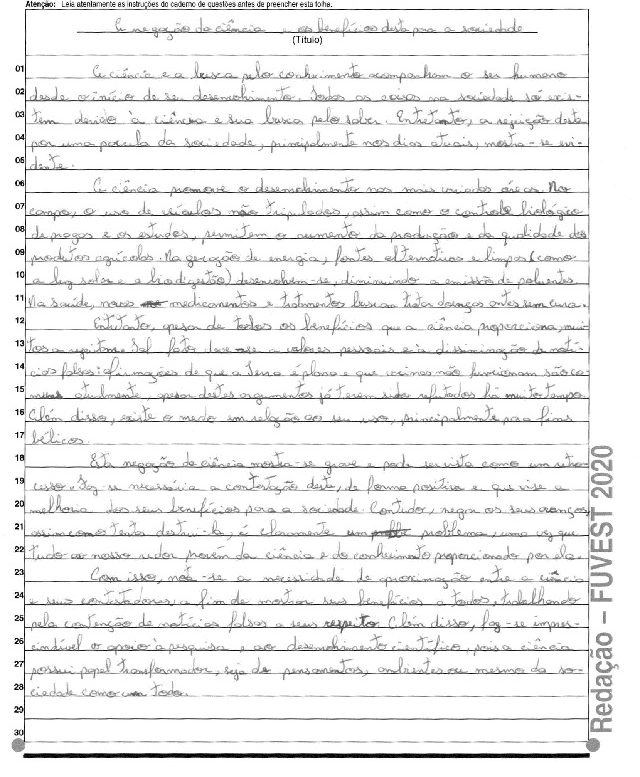 Atenção: Leia atentamente as instruções do caderno de questões antes de preencher esta folha.
A negação da ciência e os benefícios desta para a sociedade
(Título)
01 A ciência e a busca pelo conhecimento acompanham o ser humano
02 desde o início de seu desenvolvimento, todas as coisas na sociedade só exis-
03 tem devido à ciência e sua busca pelo saber. Entretanto, a rejeição desta
04 por uma parcela da sociedade, principalmente nos dias atuais, mostra-se evi-
05 dente.
06 A ciência promove o desenvolvimento nas mais variadas áreas. No
07 campo, o uso de veículos não tripulados, assim como o controle biológico
08 de pragas e os estudos, permitem o aumento da produção e da qualidade dos
09 produtos agrícolas. Na geração de energia, fontes alternativas e limpas (como
10 a luz solar e a biodigestão) desenvolvem-se, diminuindo a emissão de poluentes.
11 Na saúde, novos medicamentos e tratamentos buscam tratar doenças antes sem cura.
12 Entretanto, apesar de todos os benefícios que a ciência proporciona, mui-
13 tos a rejeitam. Tal fato deve-se a valores pessoais e à disseminação de notí-
14 cias falsas: afirmações de que a Terra é plana e que vacinas não funcionam são co-
15 muns atualmente, apesar destes argumentos já terem sido refutados há muito tempo.
16 Além disso, existe o medo em relação ao seu uso, principalmente para fins
17 bélicos.
18 Esta negação da ciência mostra-se grave e pode ser vista como um retro-
19 cesso. Faz-se necessária a contestação desta, de forma positiva e que vise a
20 melhoria dos seus benefícios para a sociedade. Contudo, negar os seus avanços,
21 assim como tentar destruí-la, é claramente um problema, uma vez que
22 tudo ao nosso redor provém da ciência e do conhecimento proporcionado por ela.
23 Com isso, nota-se a necessidade de aproximação entre a ciência
24 e seus contestadores, a fim de mostrar seus benefícios a todos, trabalhando
25 pela contenção de notícias falsas a seus respeito. Além disso, faz-se impres-
26 cindível o apoio à pesquisa e ao desenvolvimento científico, pois a ciência
27 possui papel transformador, seja de pensamentos, ambientes ou mesmo da so-
28 ciedade como um todo.
29
30
Redação – FUVEST 2020